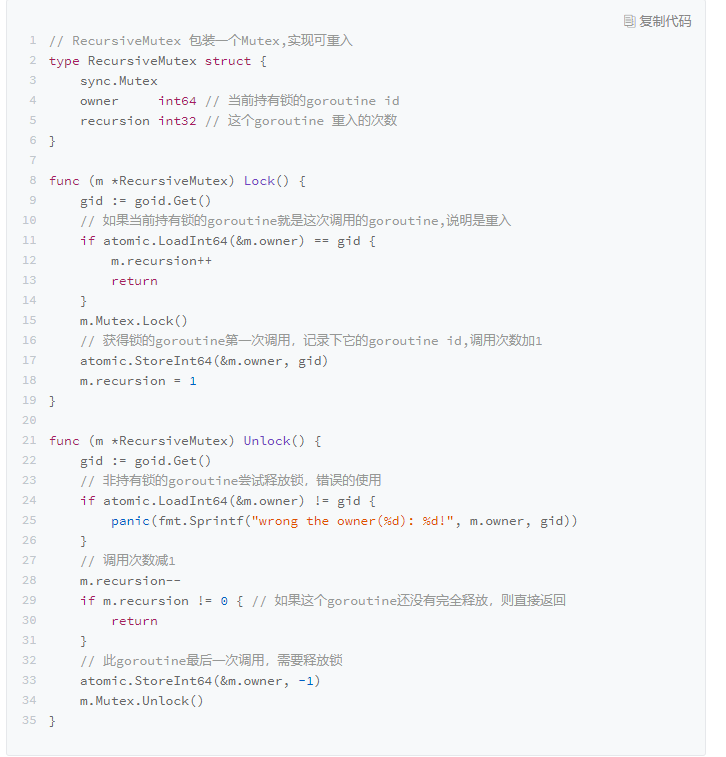 复制代码
1 // RecursiveMutex 包装一个Mutex,实现可重入
2 type RecursiveMutex struct {
3     sync.Mutex
4     owner     int64 // 当前持有锁的goroutine id
5     recursion int32 // 这个goroutine 重入的次数
6 }
7
8 func (m *RecursiveMutex) Lock() {
9     gid := goid.Get()
10     // 如果当前持有锁的goroutine就是这次调用的goroutine,说明是重入
11     if atomic.LoadInt64(&m.owner) == gid {
12         m.recursion++
13         return
14     }
15     m.Mutex.Lock()
16     // 获得锁的goroutine第一次调用，记录下它的goroutine id,调用次数加1
17     atomic.StoreInt64(&m.owner, gid)
18     m.recursion = 1
19 }
20
21 func (m *RecursiveMutex) Unlock() {
22     gid := goid.Get()
23     // 非持有锁的goroutine尝试释放锁，错误的使用
24     if atomic.LoadInt64(&m.owner) != gid {
25         panic(fmt.Sprintf("wrong the owner(%d): %d!", m.owner, gid))
26     }
27     // 调用次数减1
28     m.recursion--
29     if m.recursion != 0 { // 如果这个goroutine还没有完全释放，则直接返回
30         return
31     }
32     // 此goroutine最后一次调用，需要释放锁
33     atomic.StoreInt64(&m.owner, -1)
34     m.Mutex.Unlock()
35 }